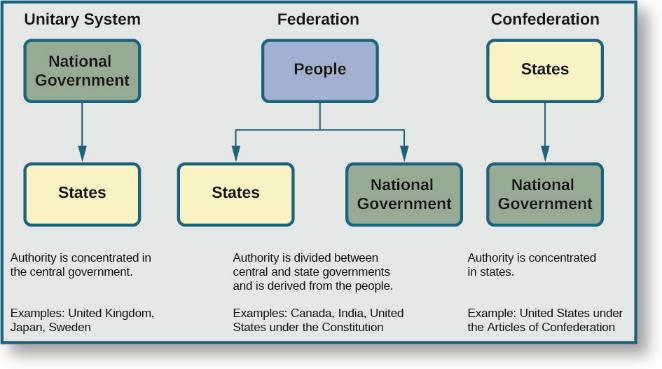 Unitary System
National
Government
States
Authority is concentrated in
the central government.
Examples: United Kingdom,
Japan, Sweden
Federation
People
States
National
Government
Authority is divided between
central and state governments
and is derived from the people.
Examples: Canada, India, United
States under the Constitution
Confederation
States
National
Government
Authority is concentrated
in states.
Example: United States under
the Articles of Confederation